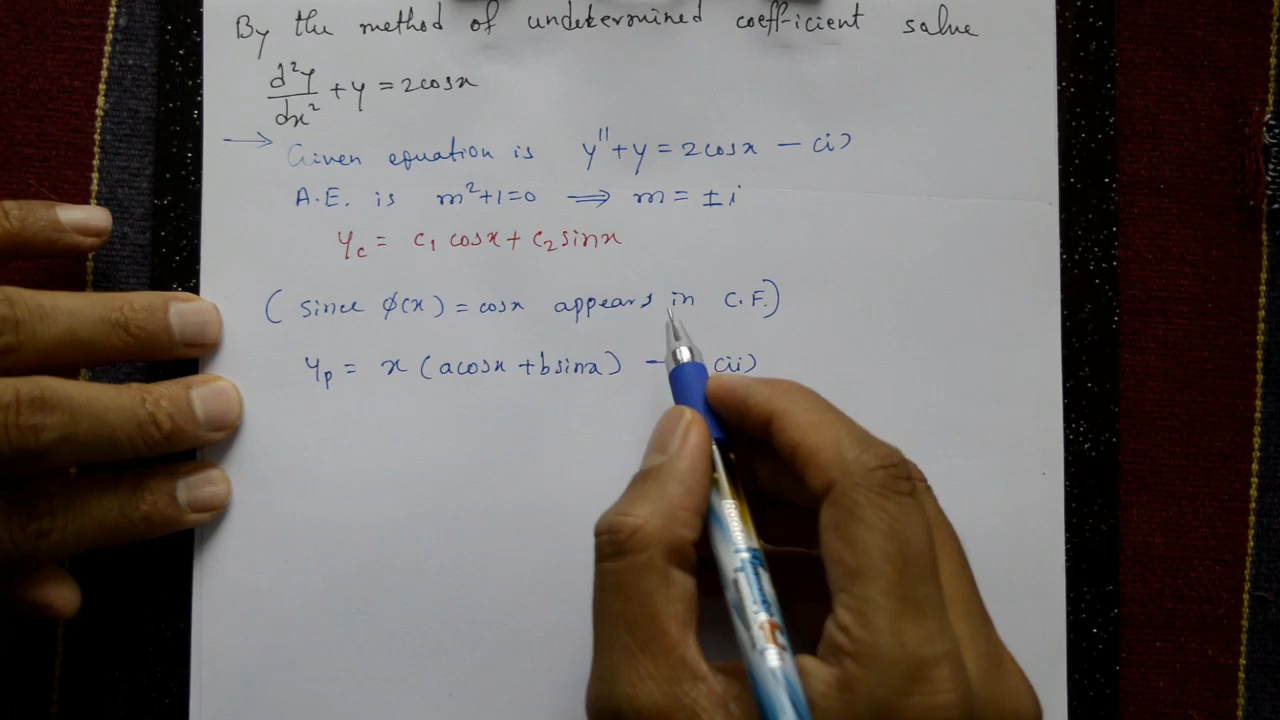 By the method of undetermined coefficient salue
d²y/dx² + y = 2cosx
→ Given equation is y'' + y = 2cosx – (i)
A.E. is m² + 1 = 0 ⟹ m = ± i
y_c = c₁ cosx + c₂ sinx
( since ϕ(x) = cosx appears in C.F.)
y_p = x (acosx + bsinx) – (ii)